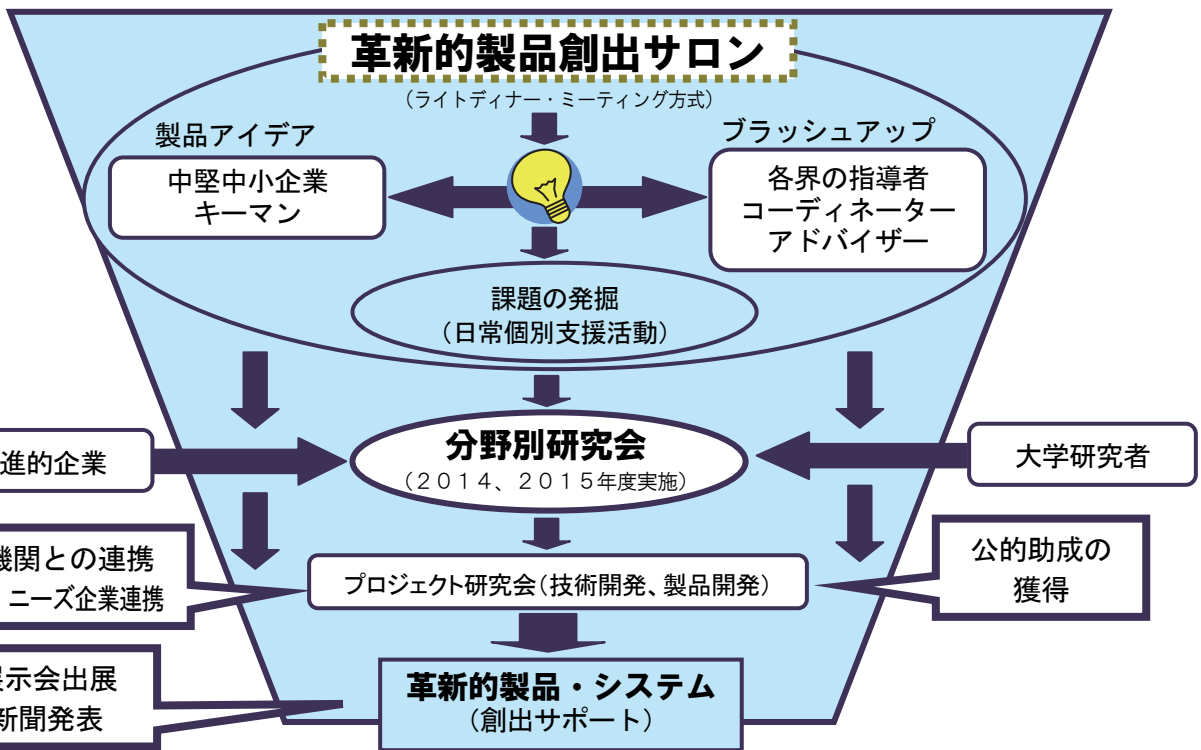 革新的製品創出サロン
（ライトディナー・ミーティング方式）
製品アイデア
中堅中小企業
キーマン
ブラッシュアップ
各界の指導者
コーディネーター
アドバイザー
課題の発掘
（日常個別支援活動）
進的企業
分野別研究会
（２０１４、２０１５年度実施）
大学研究者
機関との連携
ニーズ企業連携
プロジェクト研究会（技術開発、製品開発）
公的助成の
獲得
展示会出展
新聞発表
革新的製品・システム
（創出サポート）